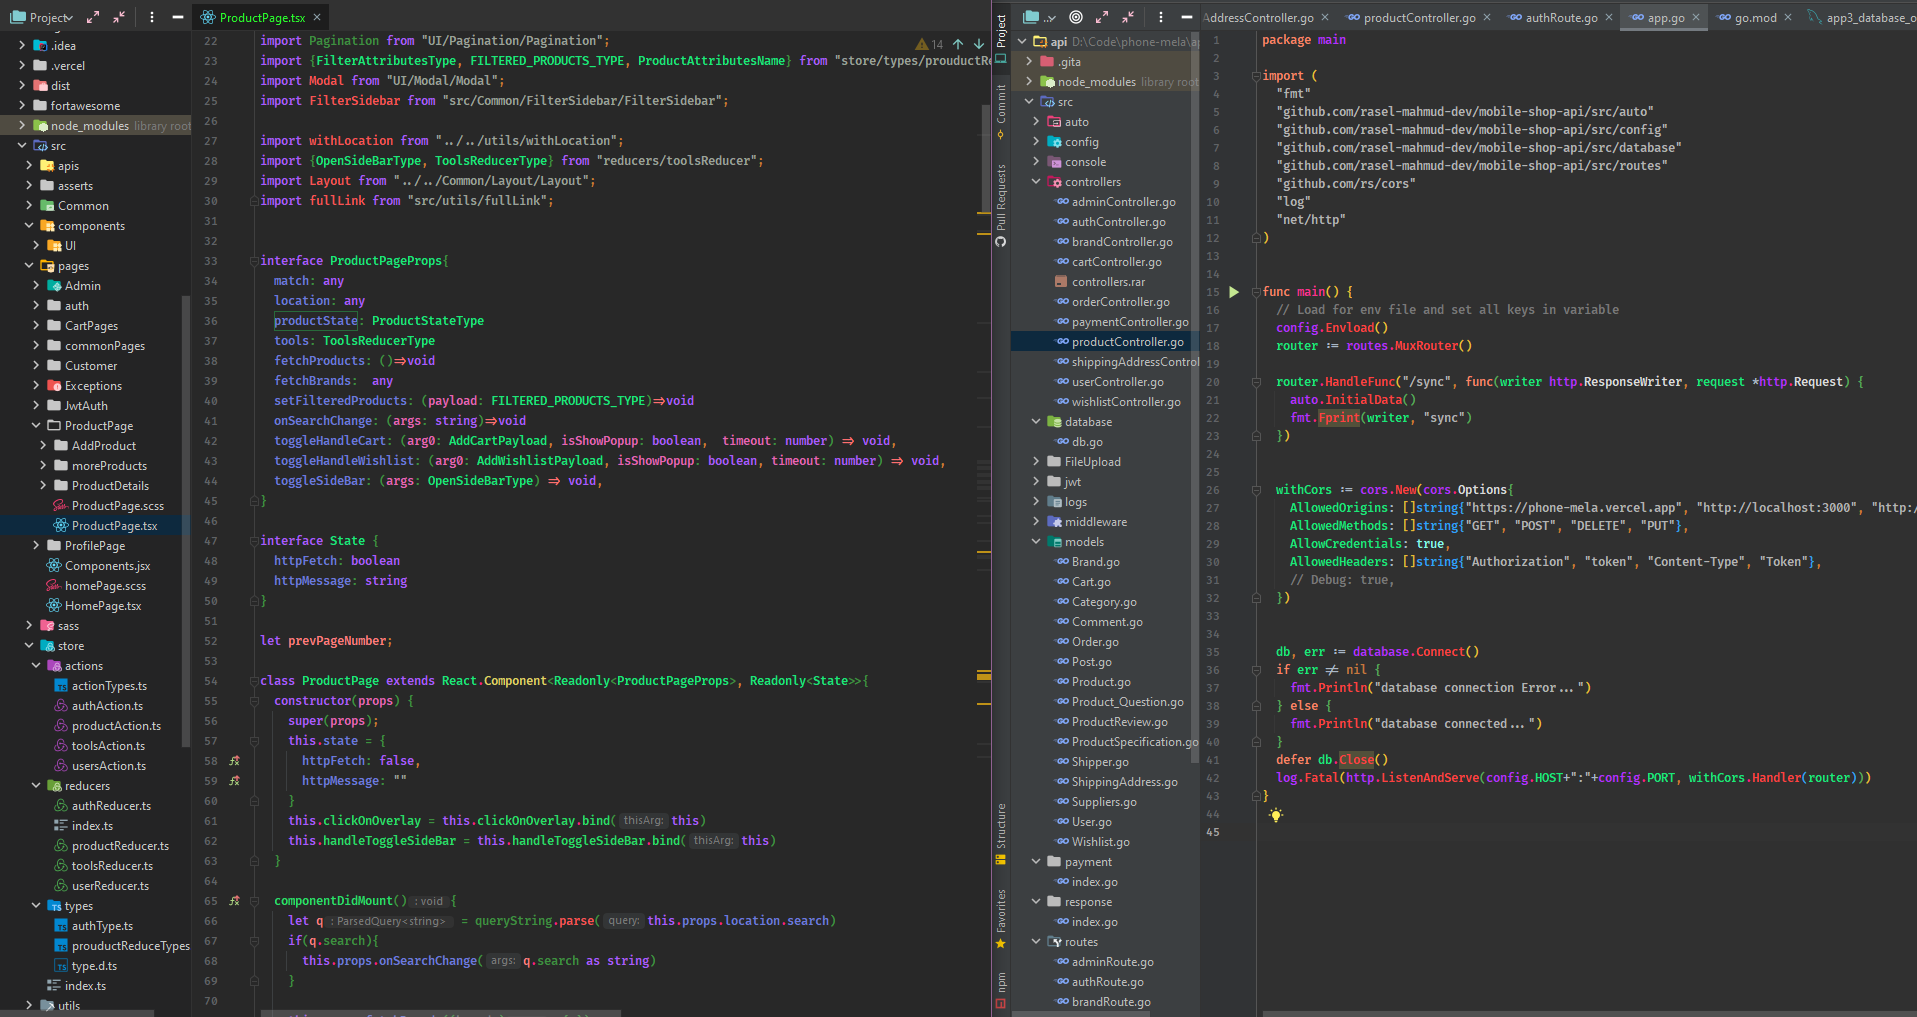 Project
ProductPage.tsx
.idea
.vercel
dist
fortawesome
node_modules library root
src
apis
asserts
Common
components
UI
pages
Admin
auth
CartPages
commonPages
Customer
Exceptions
JwtAuth
ProductPage
AddProduct
moreProducts
ProductDetails
ProductPage.scss
ProductPage.tsx
ProfilePage
Components.jsx
homePage.scss
HomePage.tsx
sass
store
actions
actionTypes.ts
authAction.ts
productAction.ts
toolsAction.ts
usersAction.ts
reducers
authReducer.ts
index.ts
productReducer.ts
toolsReducer.ts
userReducer.ts
types
authType.ts
prouductReduceTypes
type.d.ts
index.ts
utils
14
22 import Pagination from "UI/Pagination/Pagination";
23 import {FilterAttributesType, FILTERED_PRODUCTS_TYPE, ProductAttributesName} from "store/types/prouductRe
24 import Modal from "UI/Modal/Modal";
25 import FilterSidebar from "src/Common/FilterSidebar/FilterSidebar";
26
27 import withLocation from "../../utils/withLocation";
28 import {OpenSideBarType, ToolsReducerType} from "reducers/toolsReducer";
29 import Layout from "../../Common/Layout/Layout";
30 import fullLink from "src/utils/fullLink";
31
32
33 interface ProductPageProps{
34 match: any
35 location: any
36 productState: ProductStateType
37 tools: ToolsReducerType
38 fetchProducts: ()=>void
39 fetchBrands:  any
40 setFilteredProducts: (payload: FILTERED_PRODUCTS_TYPE)=>void
41 onSearchChange: (args: string)=>void
42 toggleHandleCart: (arg0: AddCartPayload, isShowPopup: boolean,  timeout: number) => void,
43 toggleHandleWishlist: (arg0: AddWishlistPayload, isShowPopup: boolean, timeout: number) => void,
44 toggleSideBar: (args: OpenSideBarType) => void,
45 }
46
47 interface State {
48 httpFetch: boolean
49 httpMessage: string
50 }
51
52 let prevPageNumber;
53
54 class ProductPage extends React.Component<Readonly<ProductPageProps>, Readonly<State>>{
55 constructor(props) {
56 super(props);
57 this.state = {
58 httpFetch: false,
59 httpMessage: ""
60 }
61 this.clickOnOverlay = this.clickOnOverlay.bind( thisArg: this)
62 this.handleToggleSideBar = this.handleToggleSideBar.bind( thisArg: this)
63 }
64
65 componentDidMount() : void {
66 let q : ParsedQuery<string> = queryString.parse( query: this.props.location.search)
67 if(q.search){
68 this.props.onSearchChange( args: q.search as string)
69 }
70
Project
Commit
Pull Requests
Structure
Favorites
npm
api D:\Code\phone-mela\ap
.gita
node_modules library root
src
auto
config
console
controllers
adminController.go
authController.go
brandController.go
cartController.go
controllers.rar
orderController.go
paymentController.go
productController.go
shippingAddressControl
userController.go
wishlistController.go
database
db.go
FileUpload
jwt
logs
middleware
models
Brand.go
Cart.go
Category.go
Comment.go
Order.go
Post.go
Product.go
Product_Question.go
ProductReview.go
ProductSpecification.go
Shipper.go
ShippingAddress.go
Suppliers.go
User.go
Wishlist.go
payment
index.go
response
index.go
routes
adminRoute.go
authRoute.go
brandRoute.go
AddressController.go productController.go authRoute.go app.go go.mod app3_database_o
1 package main
2
3 import (
4 "fmt"
5 "github.com/rasel-mahmud-dev/mobile-shop-api/src/auto"
6 "github.com/rasel-mahmud-dev/mobile-shop-api/src/config"
7 "github.com/rasel-mahmud-dev/mobile-shop-api/src/database"
8 "github.com/rasel-mahmud-dev/mobile-shop-api/src/routes"
9 "github.com/rs/cors"
10 "log"
11 "net/http"
12 )
13
14
15 func main() {
16 // Load for env file and set all keys in variable
17 config.Envload()
18 router := routes.MuxRouter()
19
20 router.HandleFunc("/sync", func(writer http.ResponseWriter, request *http.Request) {
21 auto.InitialData()
22 fmt.Fprint(writer, "sync")
23 })
24
25
26 withCors := cors.New(cors.Options{
27 AllowedOrigins: []string{"https://phone-mela.vercel.app", "http://localhost:3000", "http:/
28 AllowedMethods: []string{"GET", "POST", "DELETE", "PUT"},
29 AllowCredentials: true,
30 AllowedHeaders: []string{"Authorization", "token", "Content-Type", "Token"},
31 // Debug: true,
32 })
33
34
35 db, err := database.Connect()
36 if err != nil {
37 fmt.Println("database connection Error...")
38 } else {
39 fmt.Println("database connected...")
40 }
41 defer db.Close()
42 log.Fatal(http.ListenAndServe(config.HOST+":"+config.PORT, withCors.Handler(router)))
43 }
44
45